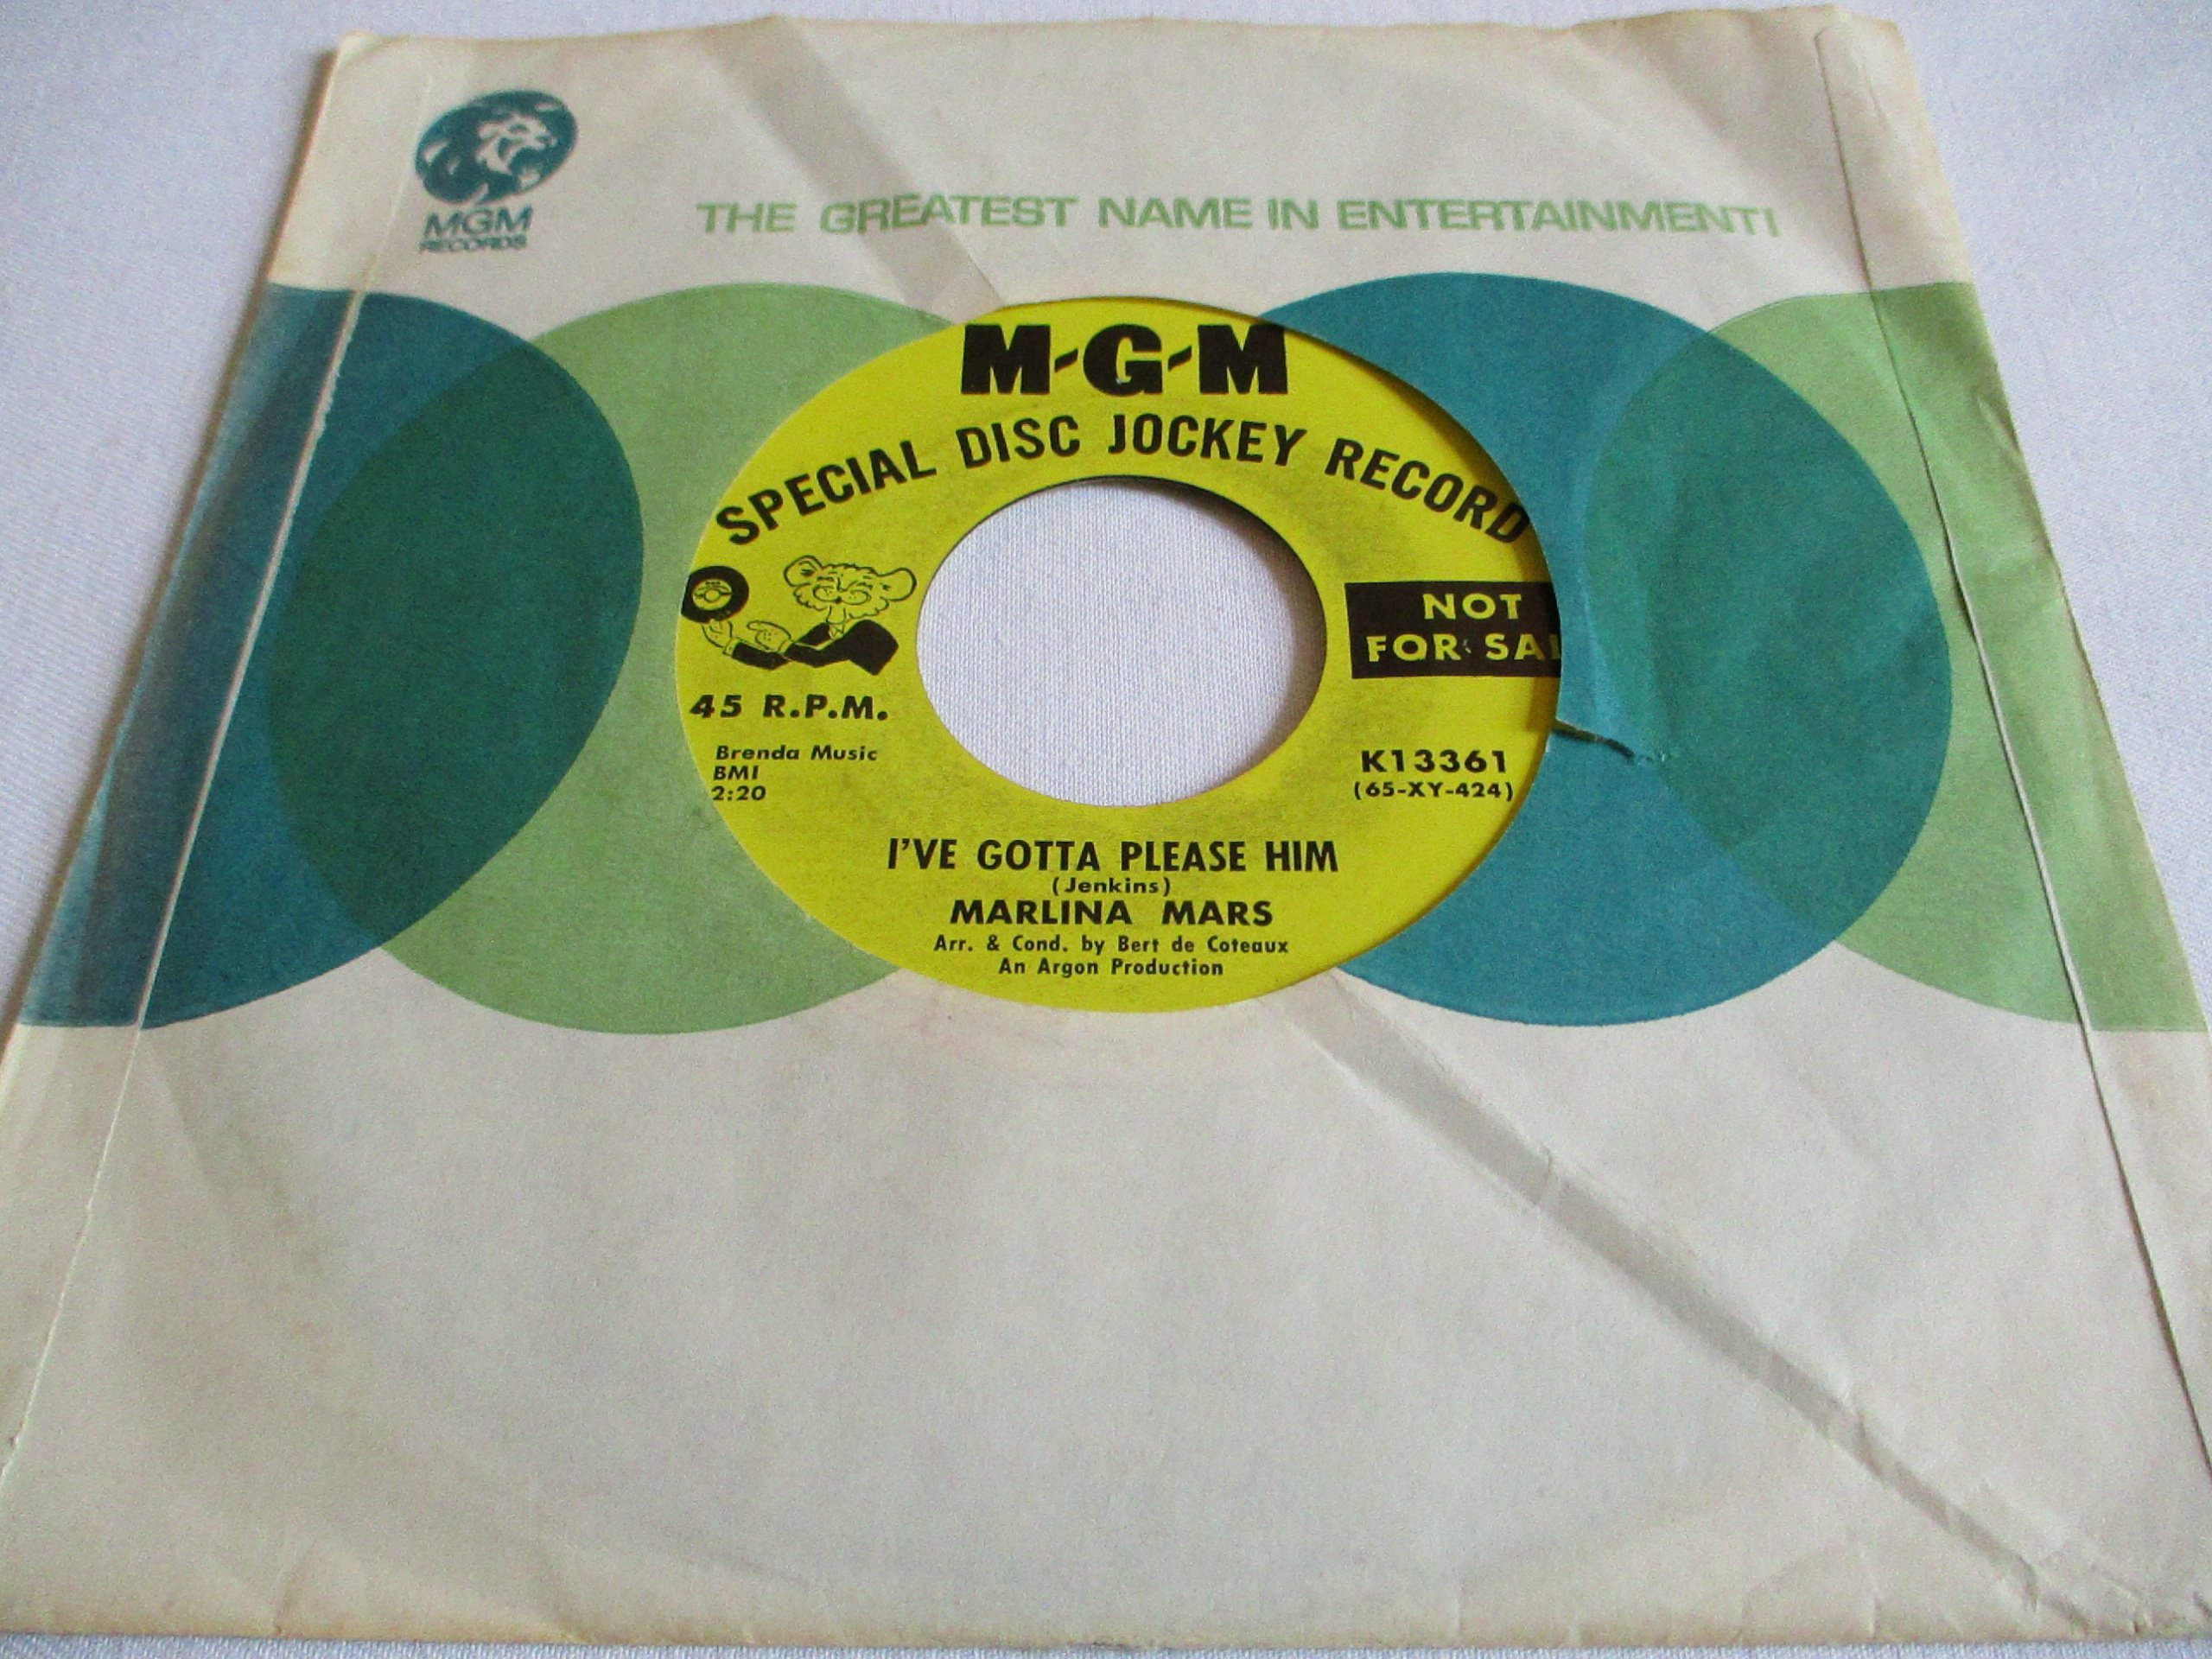 MGM
RECORDS
THE GREATEST NAME IN ENTERTAINMENT!
M-G-M
SPECIAL DISC JOCKEY RECORD
NOT
FOR SAL
45 R.P.M.
Brenda Music
BMI
2:20
K13361
(65-XY-424)
I'VE GOTTA PLEASE HIM
(Jenkins)
MARLINA MARS
Arr. & Cond. by Bert de Coteaux
An Argon Production